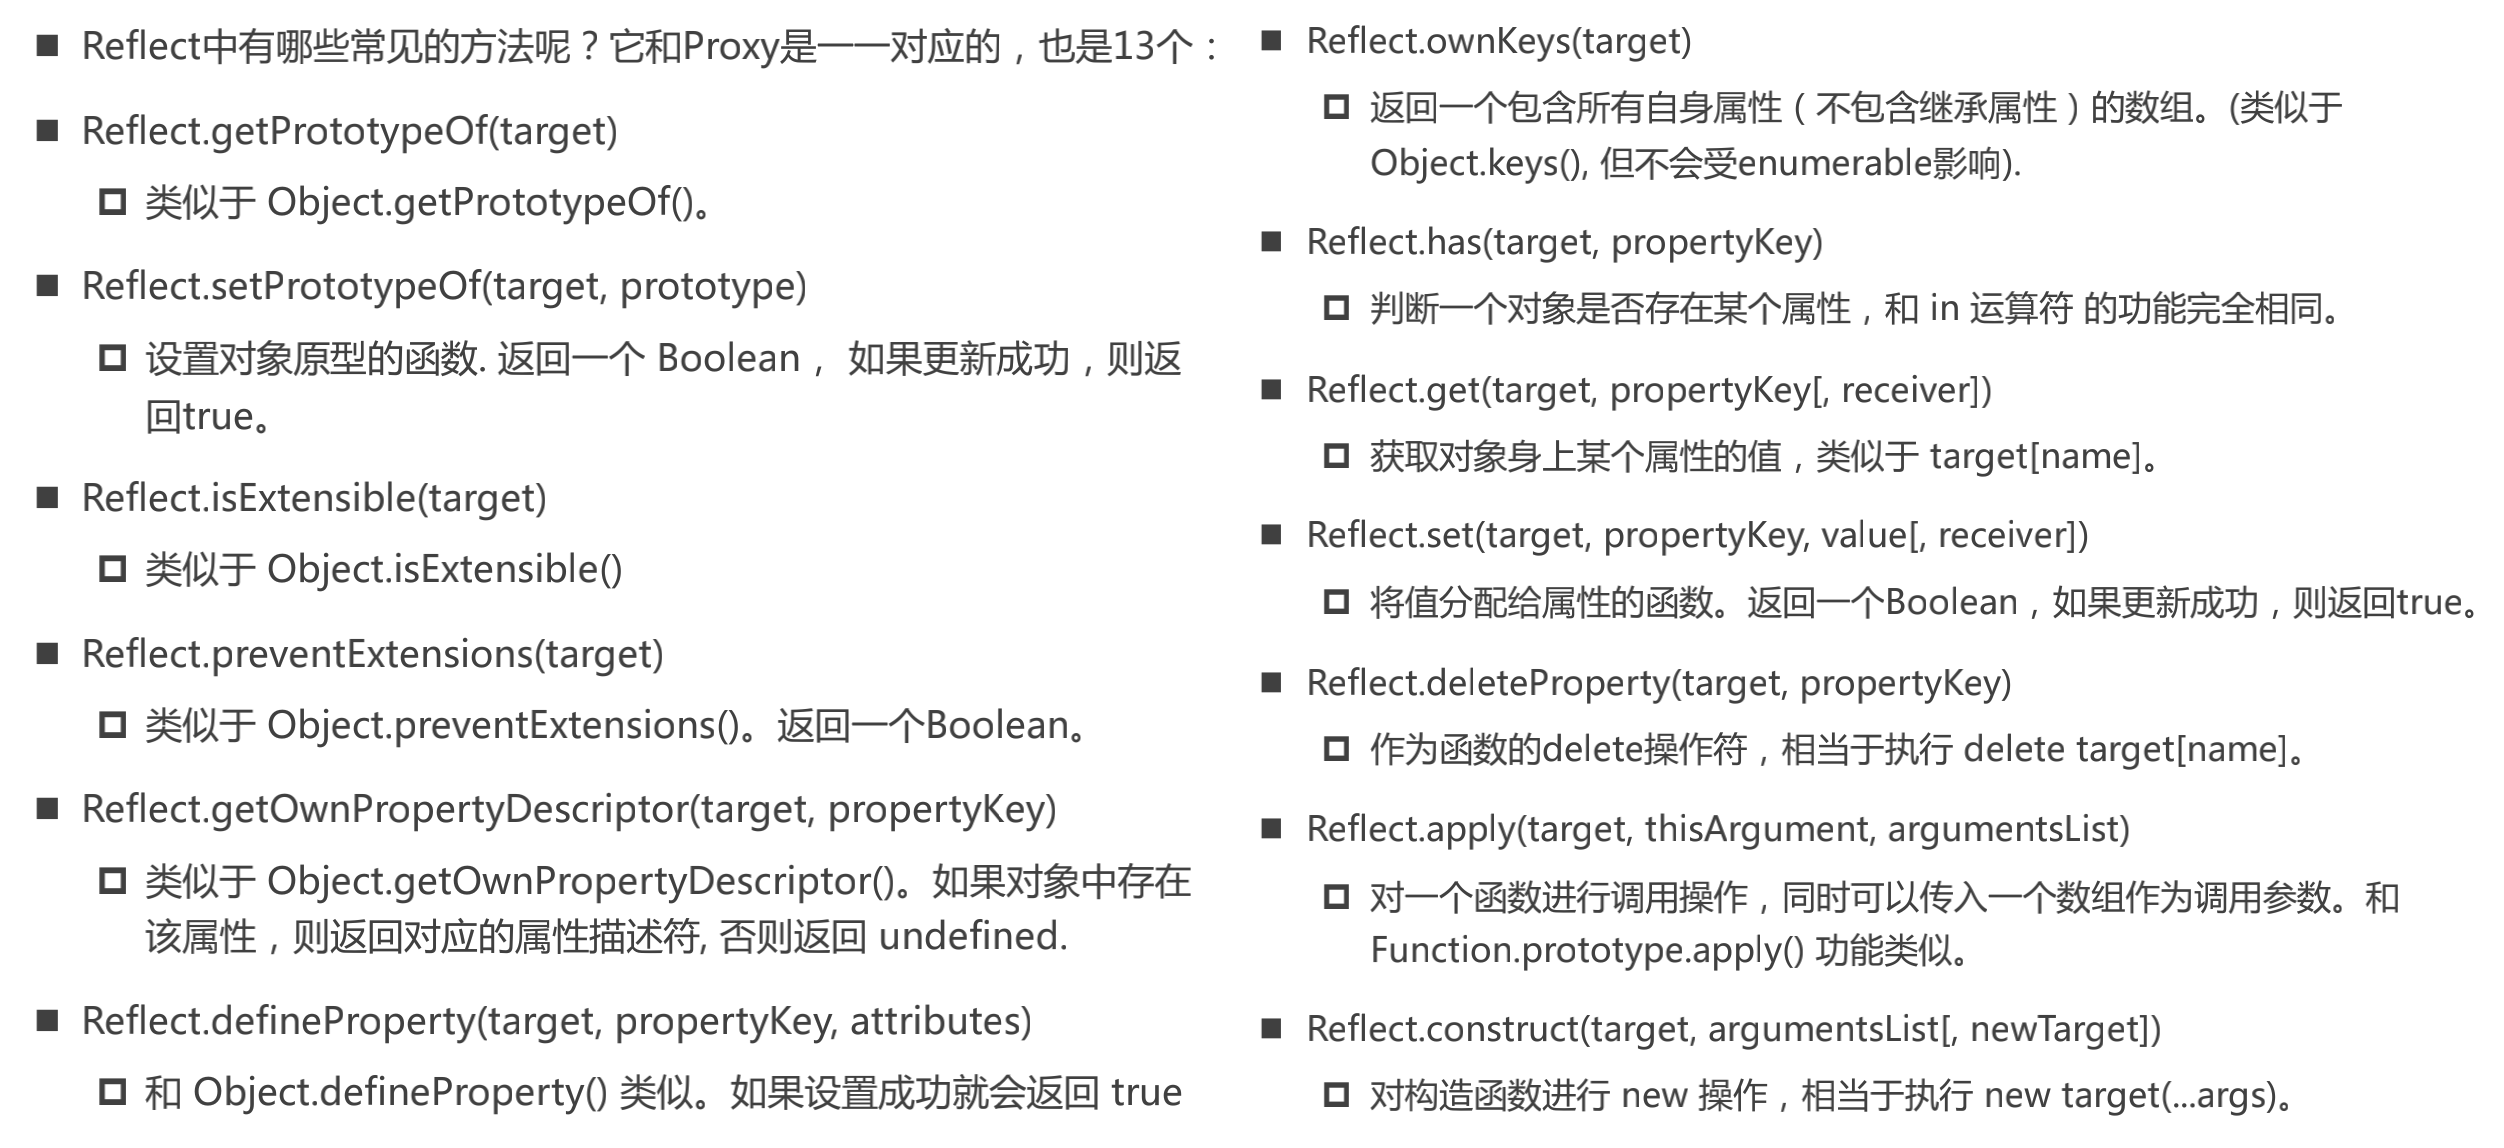 Reflect中有哪些常见的方法呢？它和Proxy是一一对应的，也是13个：
Reflect.getPrototypeOf(target)
类似于 Object.getPrototypeOf()。
Reflect.setPrototypeOf(target, prototype)
设置对象原型的函数. 返回一个 Boolean， 如果更新成功，则返
回true。
Reflect.isExtensible(target)
类似于 Object.isExtensible()
Reflect.preventExtensions(target)
类似于 Object.preventExtensions()。返回一个Boolean。
Reflect.getOwnPropertyDescriptor(target, propertyKey)
类似于 Object.getOwnPropertyDescriptor()。如果对象中存在
该属性，则返回对应的属性描述符, 否则返回 undefined.
Reflect.defineProperty(target, propertyKey, attributes)
和 Object.defineProperty() 类似。如果设置成功就会返回 true
Reflect.ownKeys(target)
返回一个包含所有自身属性（不包含继承属性）的数组。(类似于
Object.keys(), 但不会受enumerable影响).
Reflect.has(target, propertyKey)
判断一个对象是否存在某个属性，和 in 运算符 的功能完全相同。
Reflect.get(target, propertyKey[, receiver])
获取对象身上某个属性的值，类似于 target[name]。
Reflect.set(target, propertyKey, value[, receiver])
将值分配给属性的函数。返回一个Boolean，如果更新成功，则返回true。
Reflect.deleteProperty(target, propertyKey)
作为函数的delete操作符，相当于执行 delete target[name]。
Reflect.apply(target, thisArgument, argumentsList)
对一个函数进行调用操作，同时可以传入一个数组作为调用参数。和
Function.prototype.apply() 功能类似。
Reflect.construct(target, argumentsList[, newTarget])
对构造函数进行 new 操作，相当于执行 new target(...args)。